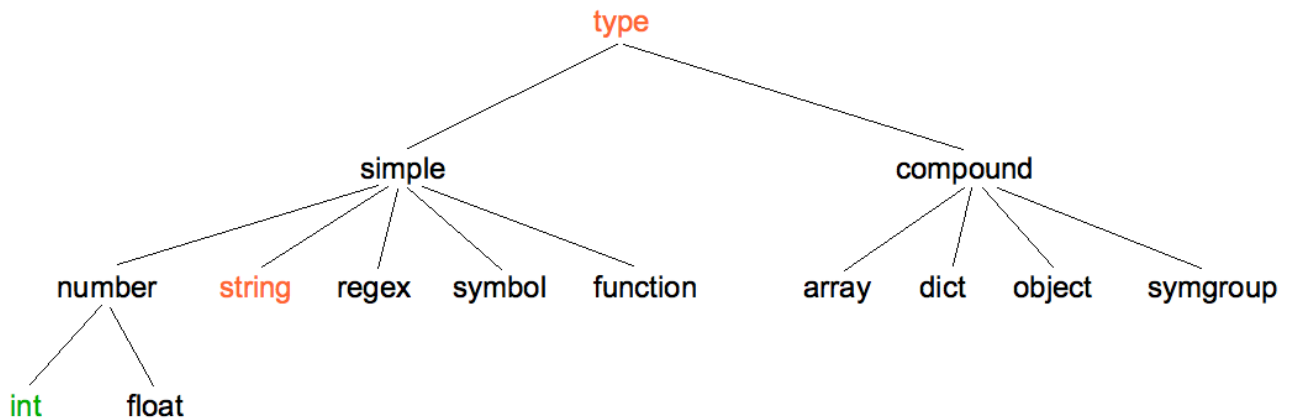 type
simple compound
number string regex symbol function array dict object symgroup
int float